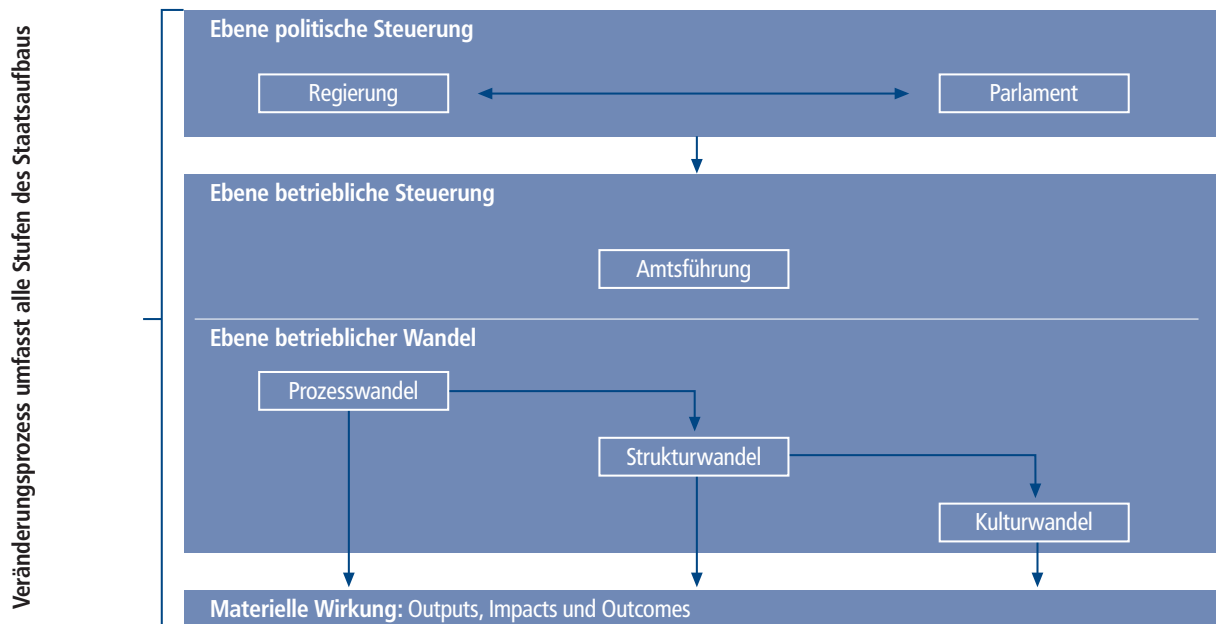 Veränderungsprozess umfasst alle Stufen des Staatsaufbaus
Ebene politische Steuerung
Regierung
Parlament
Ebene betriebliche Steuerung
Amtsführung
Ebene betrieblicher Wandel
Prozesswandel
Strukturwandel
Kulturwandel
Materielle Wirkung: Outputs, Impacts und Outcomes